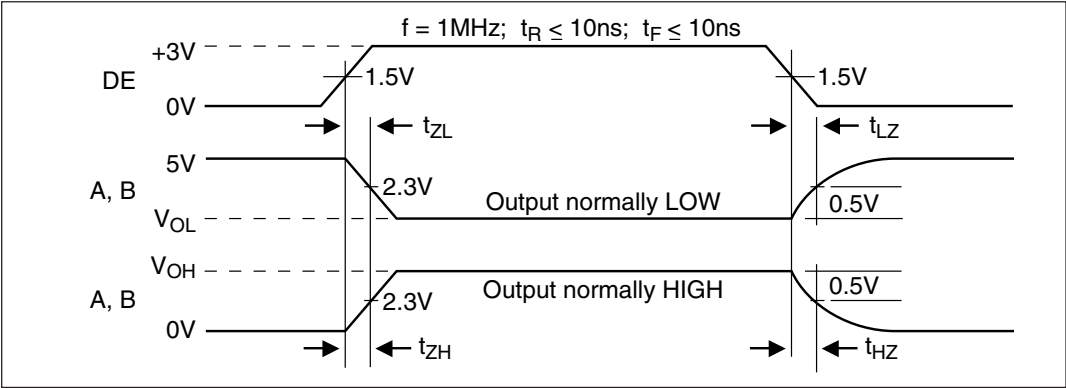 f = 1MHz; tR ≤ 10ns; tF ≤ 10ns
+3V
DE
1.5V
1.5V
0V
tZL
tLZ
5V
A, B
2.3V
Output normally LOW
0.5V
VOL
VOH
A, B
2.3V
Output normally HIGH
0.5V
0V
tZH
tHZ